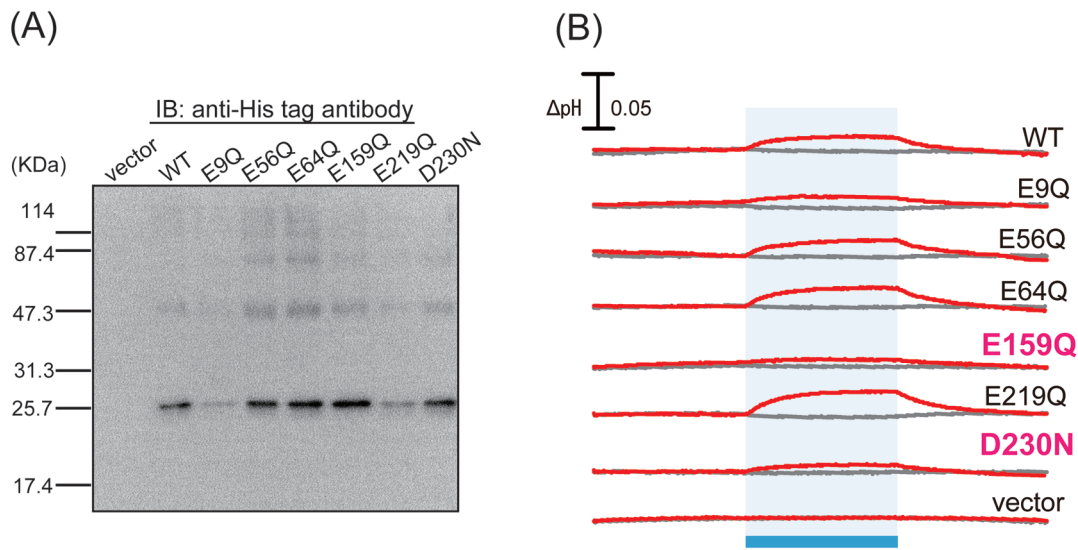 (A)
IB: anti-His tag antibody
(KDa)
vector WT E9Q E56Q E64Q E159Q E219Q D230N
114
87.4
47.3
31.3
25.7
17.4
(B)
ΔpH 0.05
WT
E9Q
E56Q
E64Q
E159Q
E219Q
D230N
vector